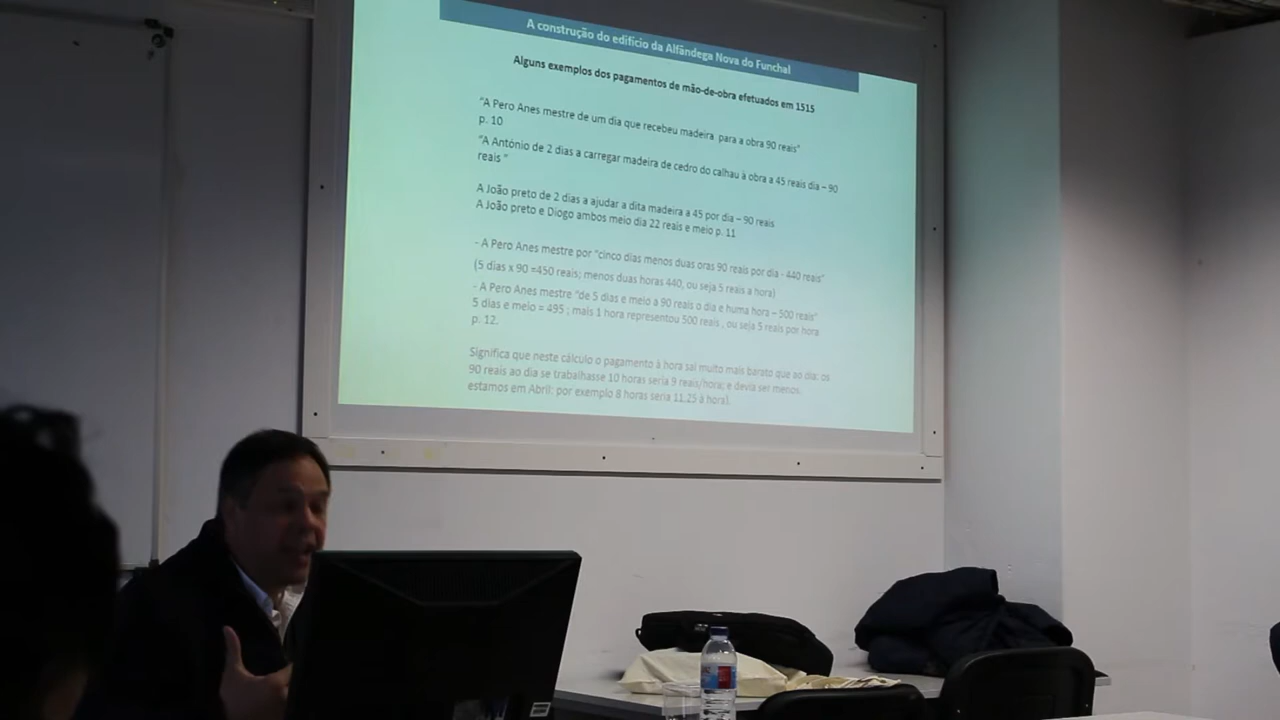 A construção do edifício da Alfândega Nova do Funchal
Alguns exemplos dos pagamentos de mão-de-obra efetuados em 1515
"A Pero Anes mestre de um dia que recebeu madeira para a obra 90 reais"
p. 10
"A António de 2 dias a carregar madeira de cedro do calhau à obra a 45 reais dia – 90
reais "
A João preto de 2 dias a ajudar a dita madeira a 45 por dia – 90 reais
A João preto e Diogo ambos meio dia 22 reais e meio p. 11
- A Pero Anes mestre por "cinco dias menos duas oras 90 reais por dia - 440 reais"
(5 dias x 90 =450 reais; menos duas horas 440, ou seja 5 reais a hora)
- A Pero Anes mestre "de 5 dias e meio a 90 reais o dia e huma hora – 500 reais"
5 dias e meio = 495 ; mais 1 hora representou 500 reais , ou seja 5 reais por hora
p. 12.
Significa que neste cálculo o pagamento à hora sai muito mais barato que ao dia: os
90 reais ao dia se trabalhasse 10 horas seria 9 reais/hora; e devia ser menos,
estamos em Abril: por exemplo 8 horas seria 11,25 à hora).